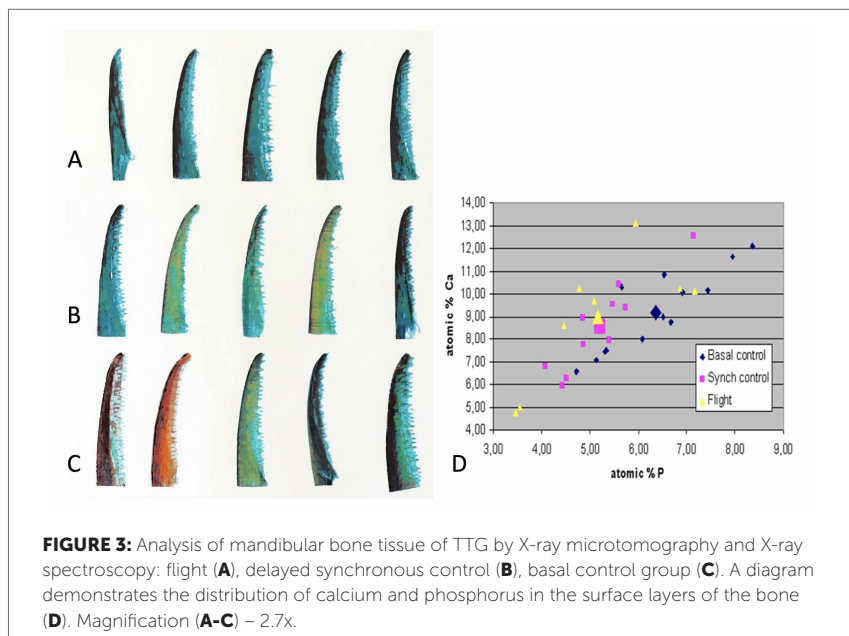 A
B
C
D
14,00
13,00
12,00
11,00
10,00
9,00
8,00
7,00
6,00
5,00
4,00
atomic % Ca
3,00 4,00 5,00 6,00 7,00 8,00 9,00
atomic %P
Basal control
Synch control
Flight
FIGURE 3: Analysis of mandibular bone tissue of TTG by X-ray microtomography and X-ray
spectroscopy: flight (A), delayed synchronous control (B), basal control group (C). A diagram
demonstrates the distribution of calcium and phosphorus in the surface layers of the bone
(D). Magnification (A-C) – 2.7x.